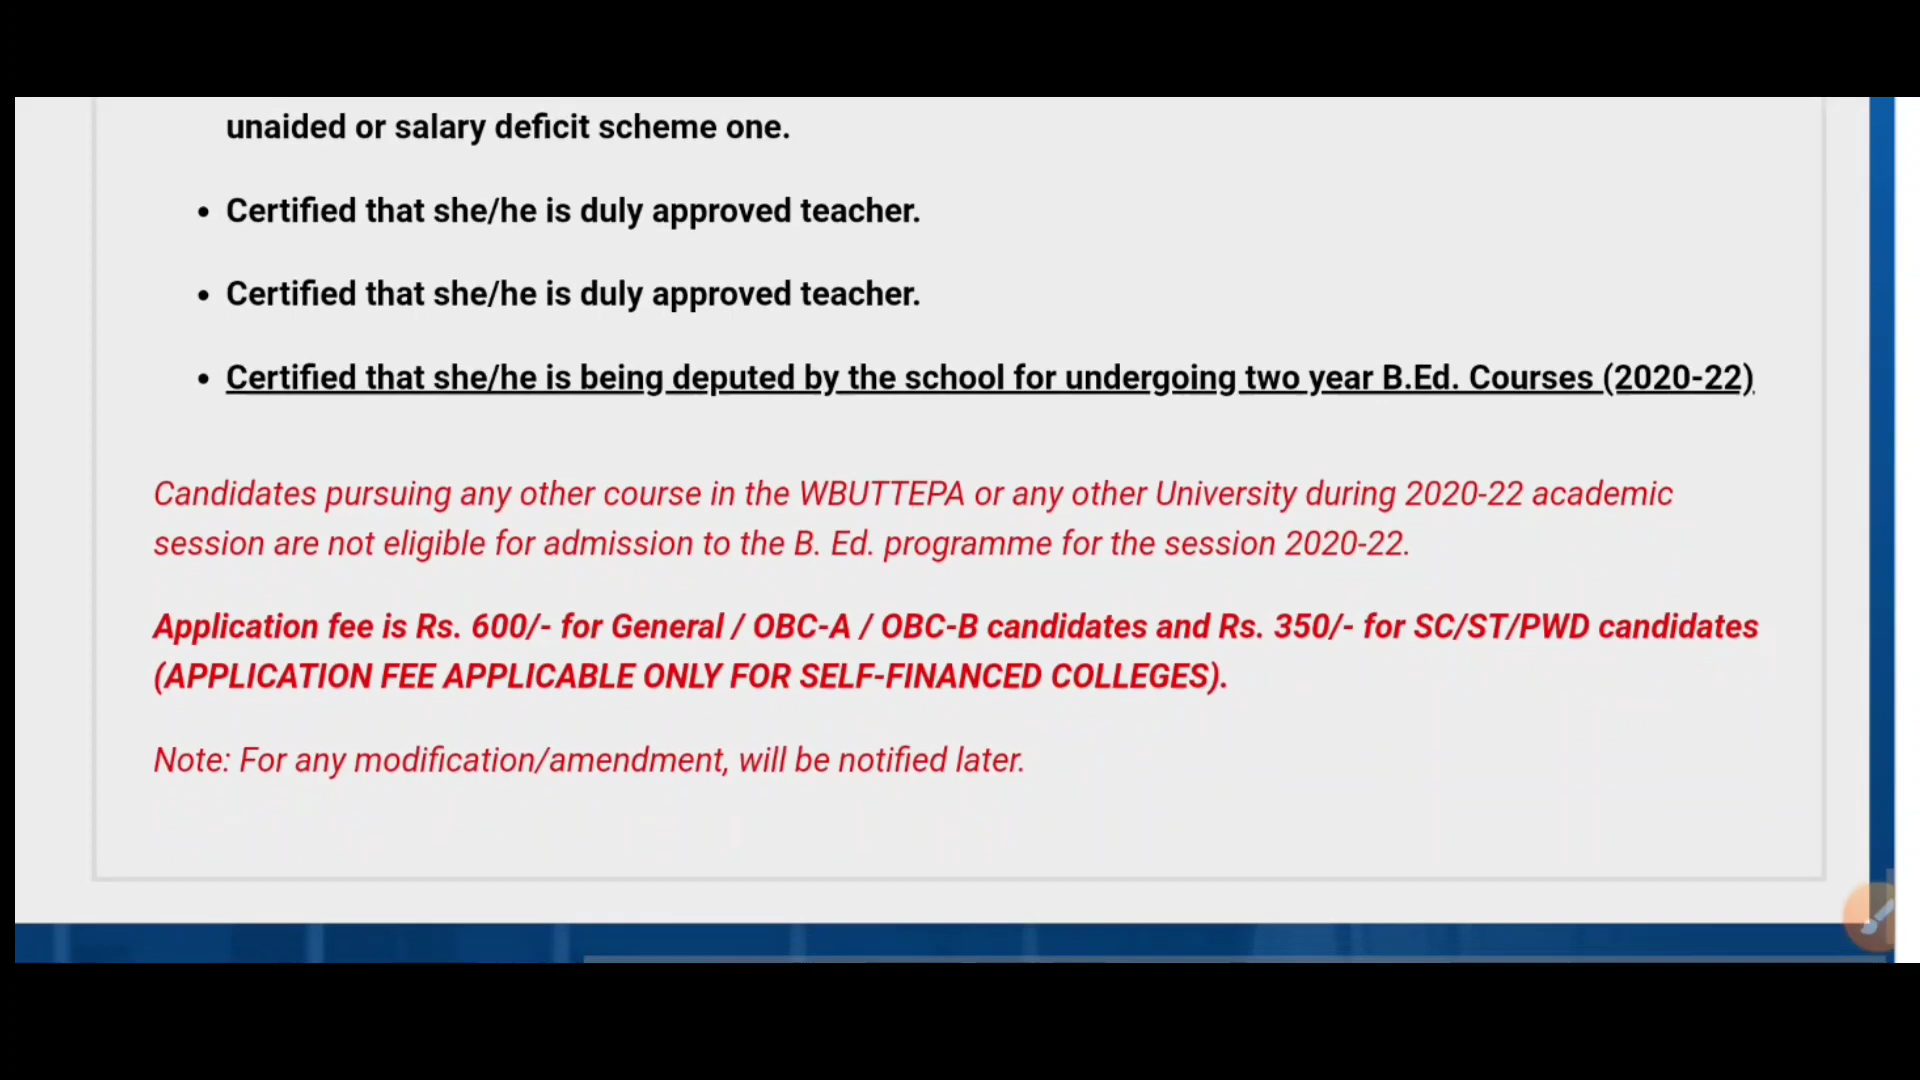 unaided or salary deficit scheme one.
• Certified that she/he is duly approved teacher.
• Certified that she/he is duly approved teacher.
• Certified that she/he is being deputed by the school for undergoing two year B.Ed. Courses (2020-22)
Candidates pursuing any other course in the WBUTTEPA or any other University during 2020-22 academic
session are not eligible for admission to the B. Ed. programme for the session 2020-22.
Application fee is Rs. 600/- for General / OBC-A / OBC-B candidates and Rs. 350/- for SC/ST/PWD candidates
(APPLICATION FEE APPLICABLE ONLY FOR SELF-FINANCED COLLEGES).
Note: For any modification/amendment, will be notified later.